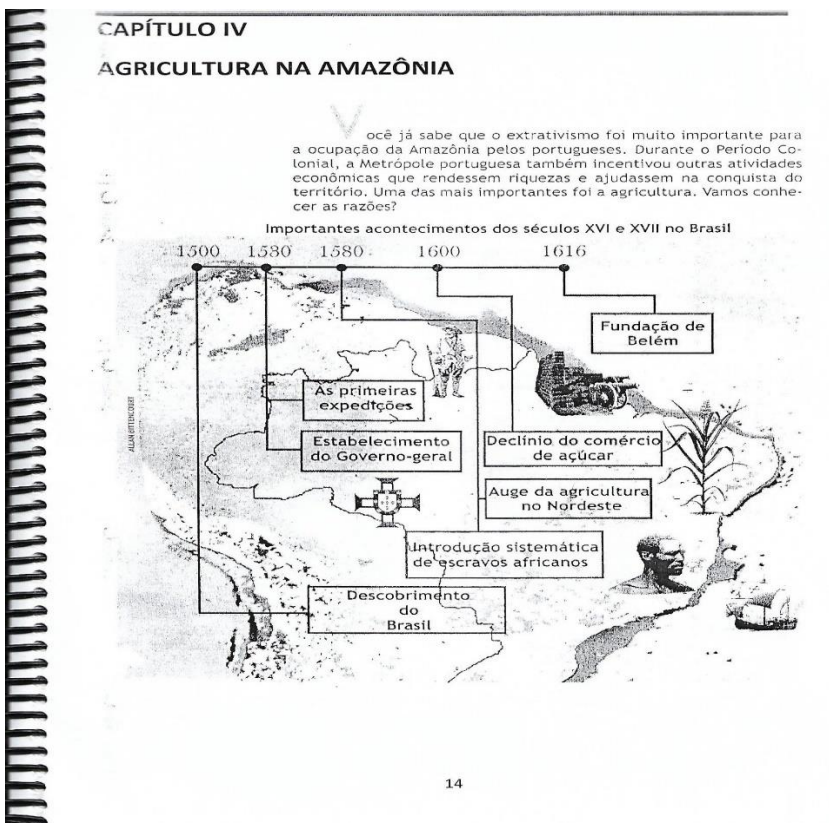 CAPÍTULO IV
AGRICULTURA NA AMAZÔNIA
Você já sabe que o extrativismo foi muito importante para
a ocupação da Amazônia pelos portugueses. Durante o Período Co-
lonial, a Metrópole portuguesa também incentivou outras atividades
econômicas que rendessem riquezas e ajudassem na conquista do
território. Uma das mais importantes foi a agricultura. Vamos conhe-
cer as razões?
Importantes acontecimentos dos séculos XVI e XVII no Brasil
1500 1580 1580 1600 1616
Fundação de
Belém
As primeiras
expedições
Estabelecimento
do Governo-geral
Declínio do comércio
de açúcar
Auge da agricultura
no Nordeste
Introdução sistemática
de escravos africanos
Descobrimento
do
Brasil
ALLAN BITTENCOURT
14